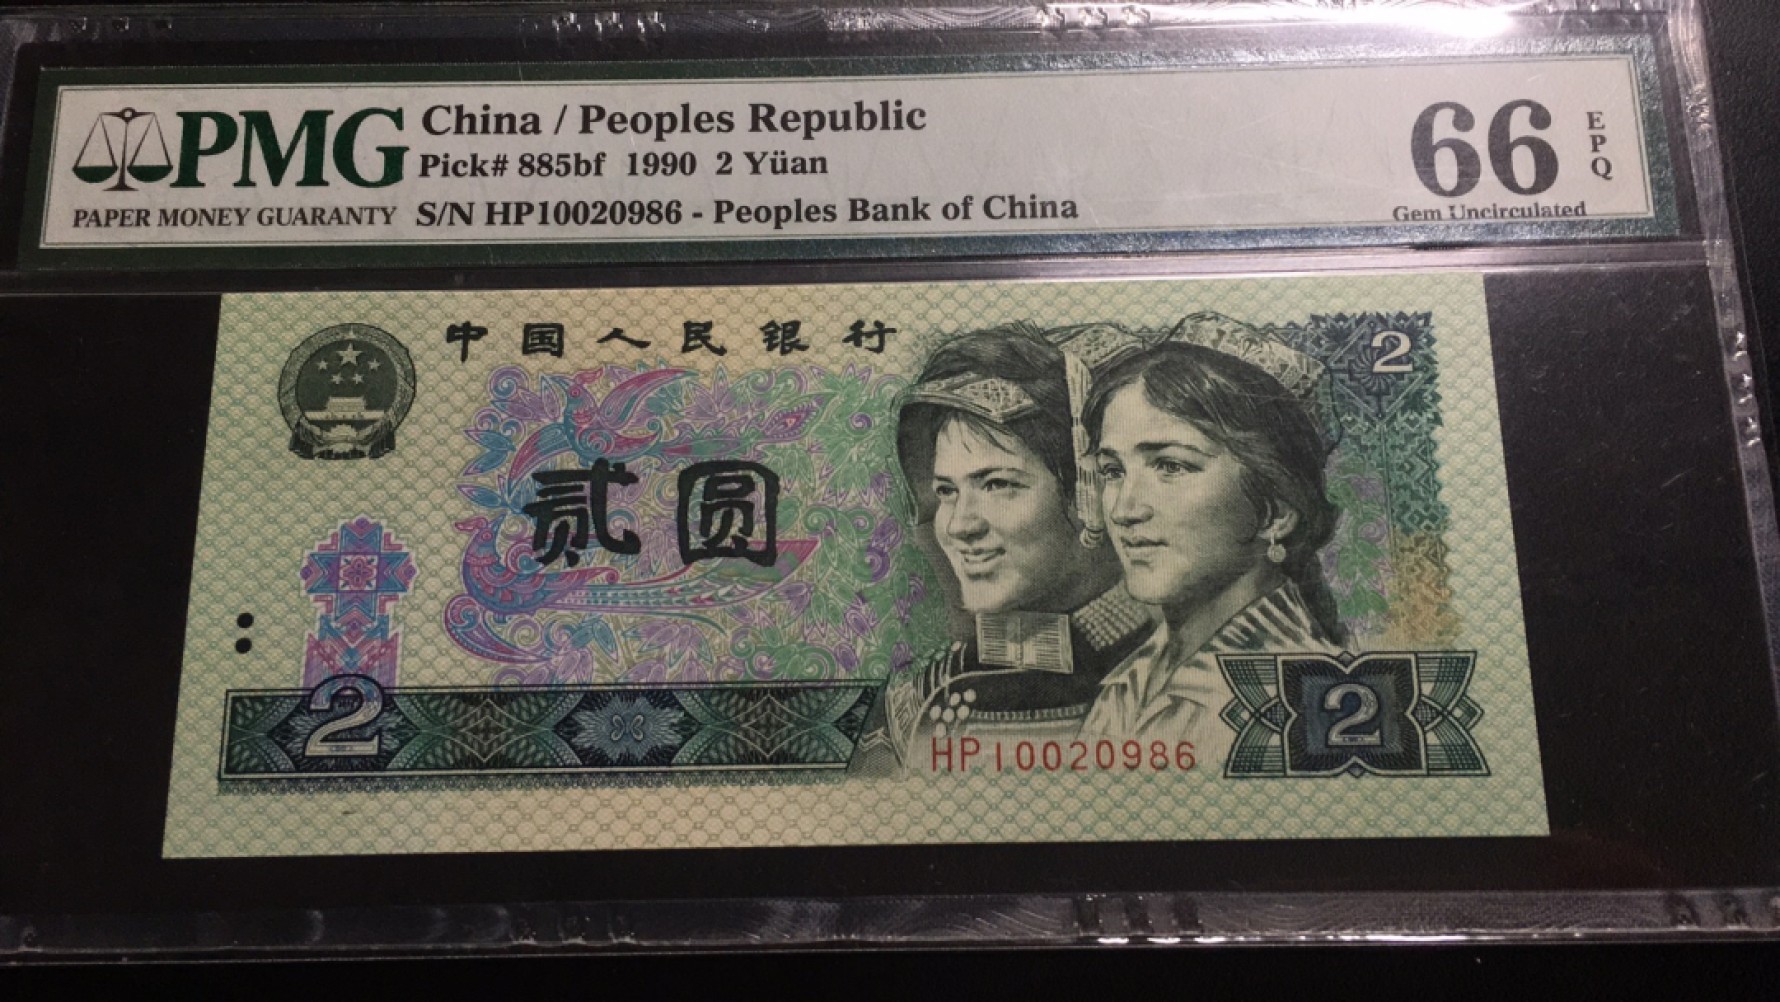 PMG
PAPER MONEY GUARANTY
China / Peoples Republic
Pick# 885bf 1990 2 Yüan
S/N HP10020986 - Peoples Bank of China
66
EPQ
Gem Uncirculated
中国人民银行
2
贰圆
2
2
HP10020986